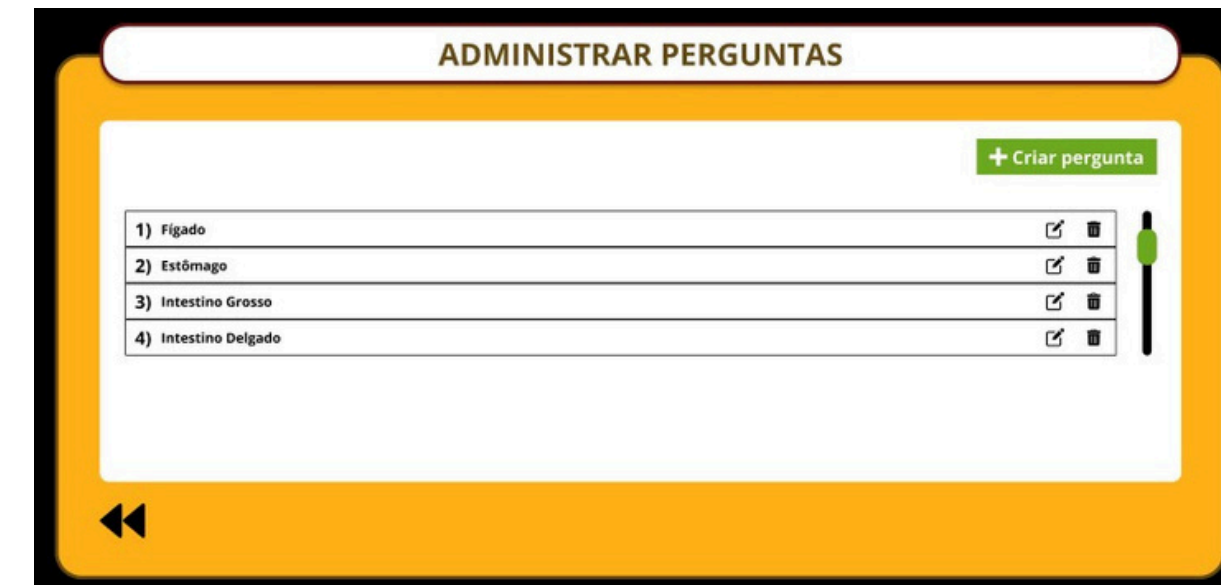 ADMINISTRAR PERGUNTAS
Criar pergunta
1) Fígado
2) Estômago
3) Intestino Grosso
4) Intestino Delgado